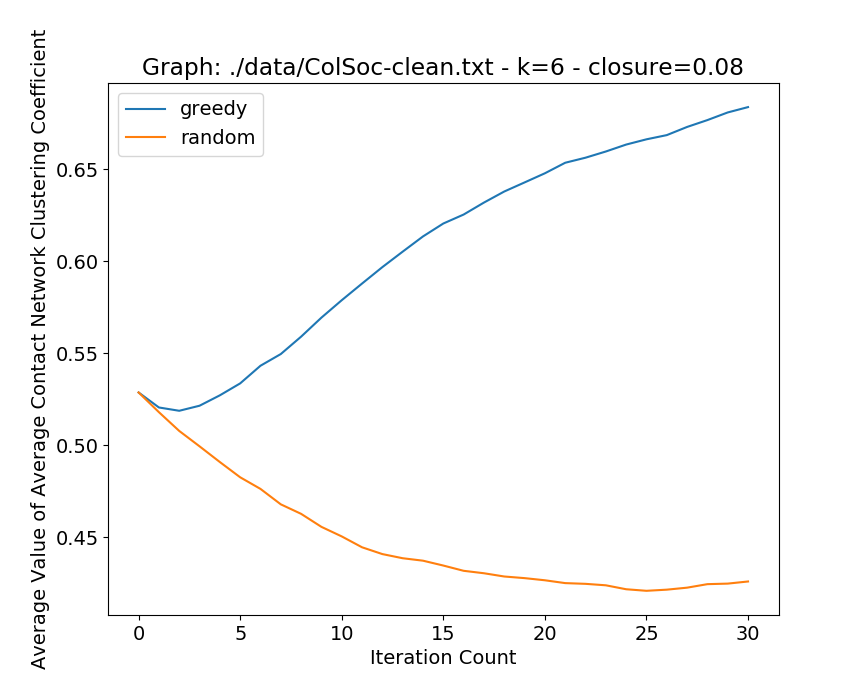 Graph: ./data/ColSoc-clean.txt - k=6 - closure=0.08
greedy
random
Average Value of Average Contact Network Clustering Coefficient
0.65
0.60
0.55
0.50
0.45
0 5 10 15 20 25 30
Iteration Count